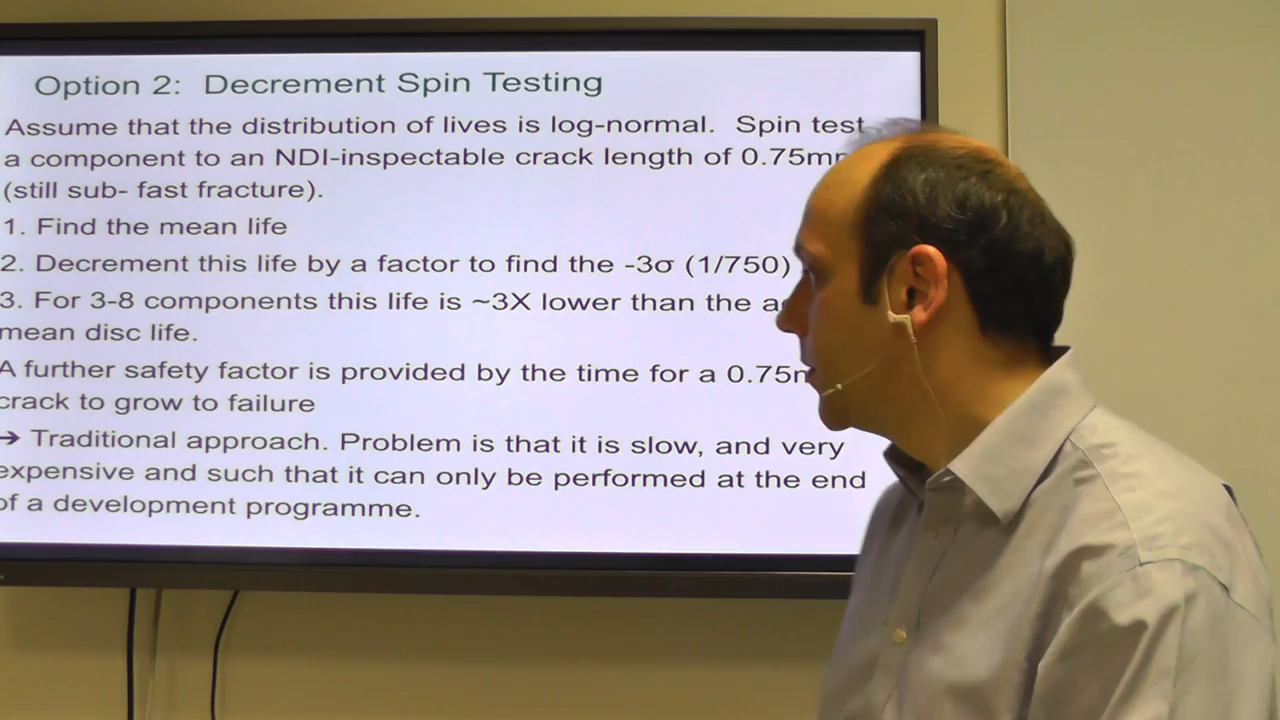 Option 2: Decrement Spin Testing
Assume that the distribution of lives is log-normal. Spin test
a component to an NDI-inspectable crack length of 0.75mm
(still sub- fast fracture).
1. Find the mean life
2. Decrement this life by a factor to find the -3σ (1/750)
3. For 3-8 components this life is ~3X lower than the
mean disc life.
A further safety factor is provided by the time for a
crack to grow to failure
→ Traditional approach. Problem is that it is slow, and very
expensive and such that it can only be performed at the end
of a development programme.